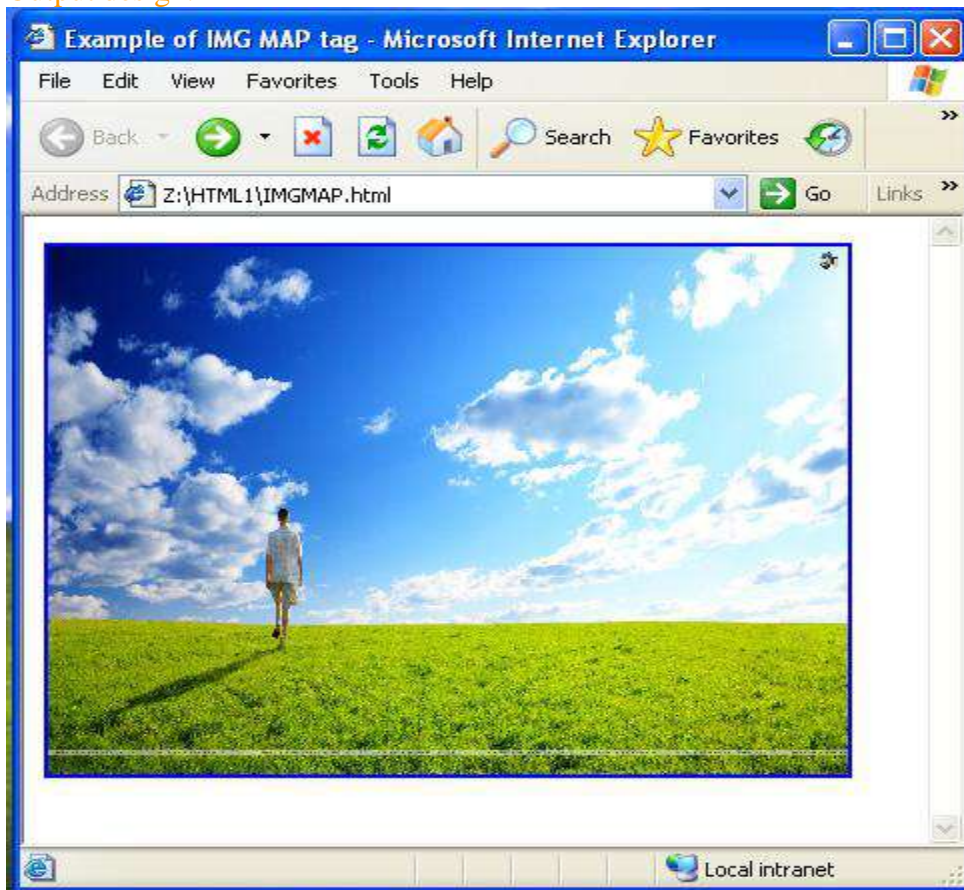 Example of IMG MAP tag - Microsoft Internet Explorer
File Edit View Favorites Tools Help
Back Search Favorites »
Address Z:\HTML1\IMGMAP.html Go Links »
Local intranet